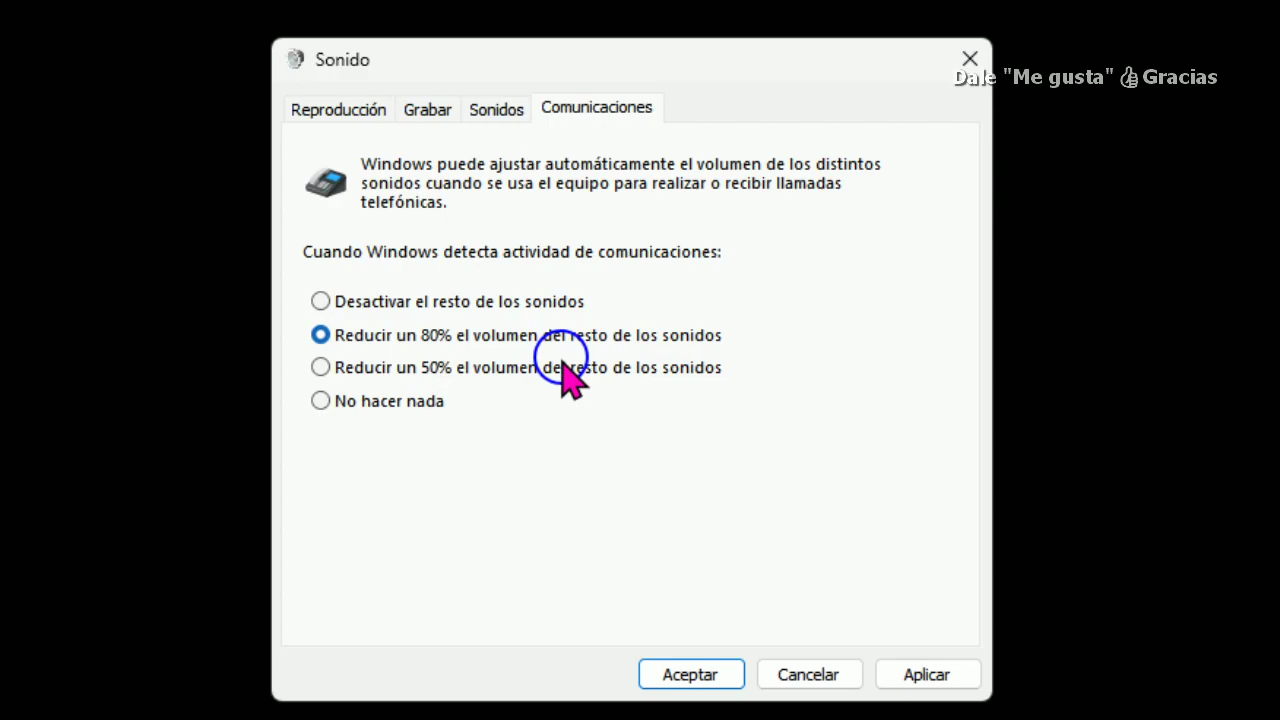 Sonido
Dale "Me gusta" Gracias
Reproducción
Grabar
Sonidos
Comunicaciones
Windows puede ajustar automáticamente el volumen de los distintos
sonidos cuando se usa el equipo para realizar o recibir llamadas
telefónicas.
Cuando Windows detecta actividad de comunicaciones:
Desactivar el resto de los sonidos
Reducir un 80% el volumen del resto de los sonidos
Reducir un 50% el volumen del resto de los sonidos
No hacer nada
Aceptar
Cancelar
Aplicar